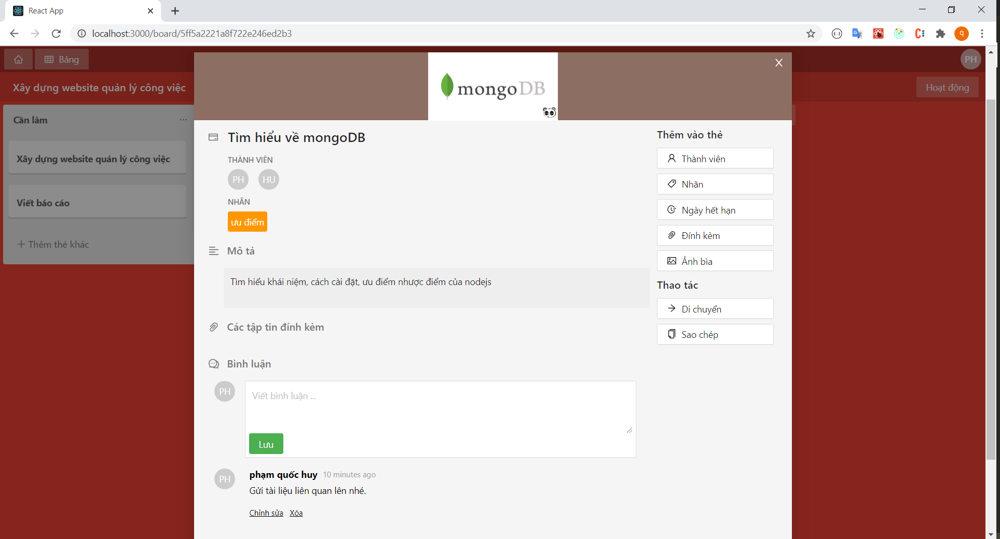 React App
localhost:3000/board/5ff5a2221a8f722e246ed2b3
q
Bảng
PH
Xây dựng website quản lý công việc
Hoạt động
Cần làm
Xây dựng website quản lý công việc
Viết báo cáo
Thêm thẻ khác
mongoDB
Tìm hiểu về mongoDB
THÀNH VIÊN
PH HU
NHÃN
ưu điểm
Mô tả
Tìm hiểu khái niệm, cách cài đặt, ưu điểm nhược điểm của nodejs
Các tập tin đính kèm
Bình luận
PH
Viết bình luận ...
Lưu
PH
phạm quốc huy 10 minutes ago
Gửi tài liệu liên quan lên nhé.
Chỉnh sửa Xóa
Thêm vào thẻ
Thành viên
Nhãn
Ngày hết hạn
Đính kèm
Ảnh bìa
Thao tác
Di chuyển
Sao chép